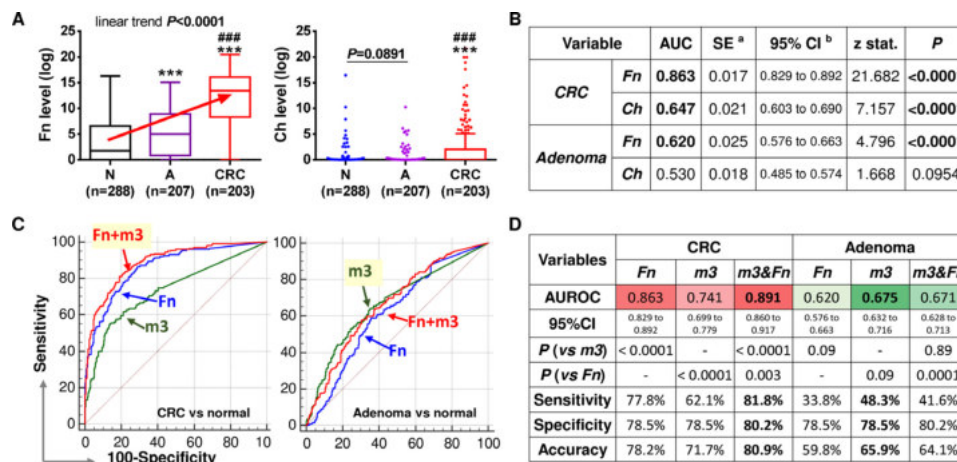 A
linear trend P<0.0001
Fn level (log)
25
20
15
10
5
0
***
###
***
N
A
CRC
(n=288)
(n=207)
(n=203)
Ch level (log)
25
20
15
10
5
0
P=0.0891
###
***
N
A
CRC
(n=288)
(n=207)
(n=203)
B
Variable AUC SE a 95% CI b z stat. P
CRC Fn 0.863 0.017 0.829 to 0.892 21.682 <0.000
Ch 0.647 0.021 0.603 to 0.690 7.157 <0.000
Adenoma Fn 0.620 0.025 0.576 to 0.663 4.796 <0.000
Ch 0.530 0.018 0.485 to 0.574 1.668 0.0954
C
Sensitivity
100
80
60
40
20
0
Fn+m3
Fn
m3
CRC vs normal
0 20 40 60 80 10
100-Specificity
100
80
60
40
20
0
m3
Fn+m3
Fn
Adenoma vs normal
0 20 40 60 80 100
D
Variables CRC Adenoma
Fn m3 m3&Fn Fn m3 m3&Fn
AUROC 0.863 0.741 0.891 0.620 0.675 0.671
95%CI 0.829 to 0.699 to 0.860 to 0.576 to 0.632 to 0.628 to
0.892 0.779 0.917 0.663 0.716 0.713
P (vs m3) < 0.0001 - < 0.0001 0.09 - 0.89
P (vs Fn) - < 0.0001 0.003 - 0.09 0.0001
Sensitivity 77.8% 62.1% 81.8% 33.8% 48.3% 41.6%
Specificity 78.5% 78.5% 80.2% 78.5% 78.5% 80.2%
Accuracy 78.2% 71.7% 80.9% 59.8% 65.9% 64.1%